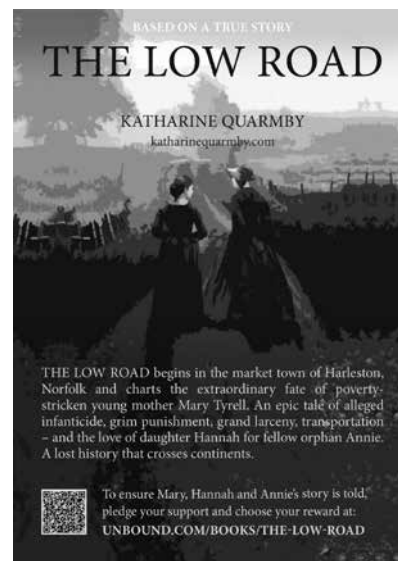 BASED ON A TRUE STORY
THE LOW ROAD
KATHARINE QUARMBY
katharinequarmby.com
THE LOW ROAD begins in the market town of Harleston,
Norfolk and charts the extraordinary fate of poverty-
stricken young mother Mary Tyrell. An epic tale of alleged
infanticide, grim punishment, grand larceny, transportation
– and the love of daughter Hannah for fellow orphan Annie.
A lost history that crosses continents.
To ensure Mary, Hannah and Annie's story is told,
pledge your support and choose your reward at:
UNBOUND.COM/BOOKS/THE-LOW-ROAD